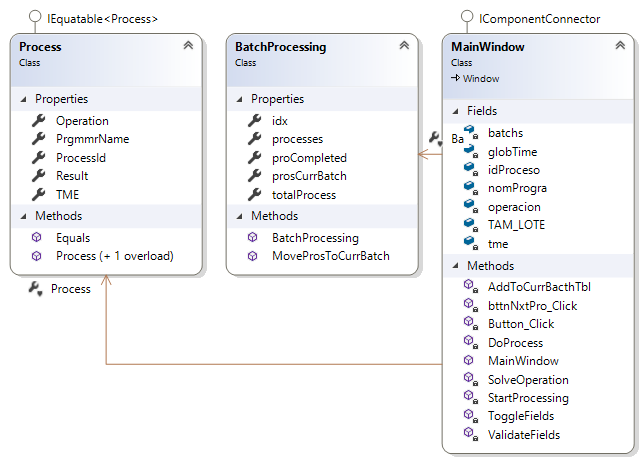 IEquatable<Process>
Process
Class
Properties
Operation
PrgmmrName
ProcessId
Result
TME
Methods
Equals
Process (+ 1 overload)
Process
BatchProcessing
Class
Properties
idx
processes
proCompleted
prosCurrBatch
totalProcess
Methods
BatchProcessing
MoveProsToCurrBatch
Ba
IComponentConnector
MainWindow
Class
Window
Fields
batchs
globTime
idProceso
nomProgra
operacion
TAM_LOTE
tme
Methods
AddToCurrBacthTbl
bttnNxtPro_Click
Button_Click
DoProcess
MainWindow
SolveOperation
StartProcessing
ToggleFields
ValidateFields